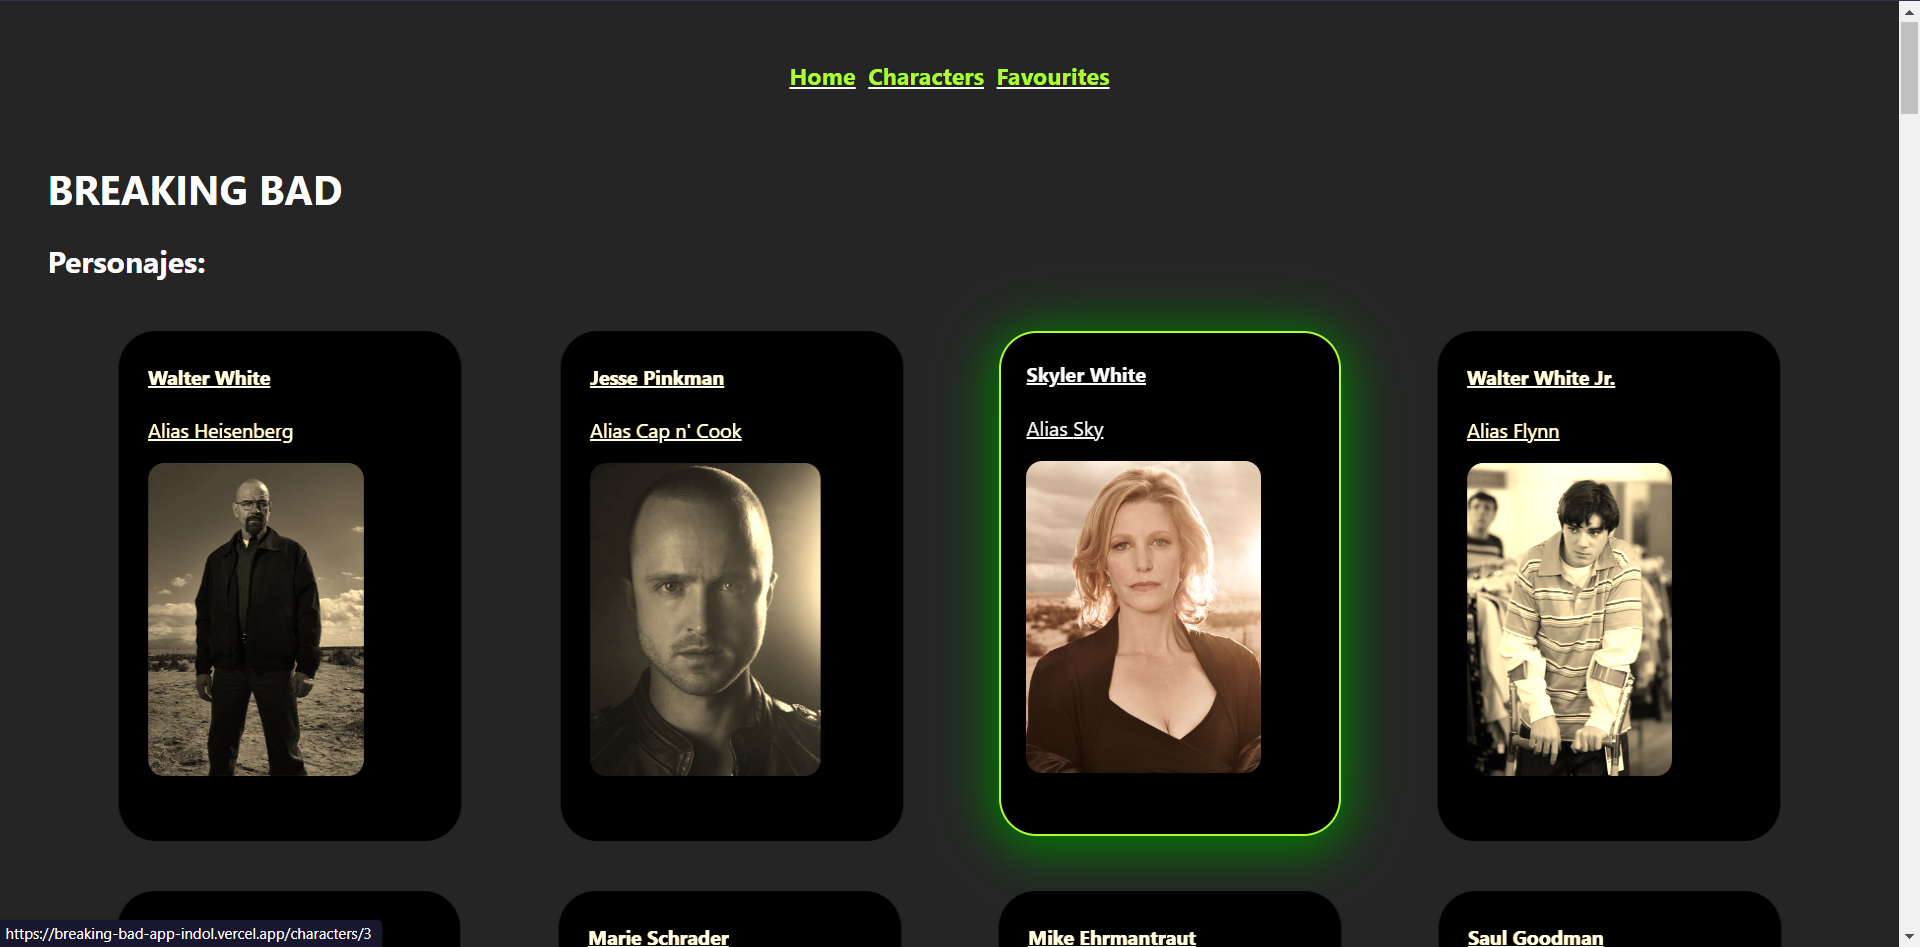 Home Characters Favourites
BREAKING BAD
Personajes:
Walter White
Alias Heisenberg
Jesse Pinkman
Alias Cap n' Cook
Skyler White
Alias Sky
Walter White Jr.
Alias Flynn
Marie Schrader
Mike Ehrmantraut
Saul Goodman
https://breaking-bad-app-indol.vercel.app/characters/3